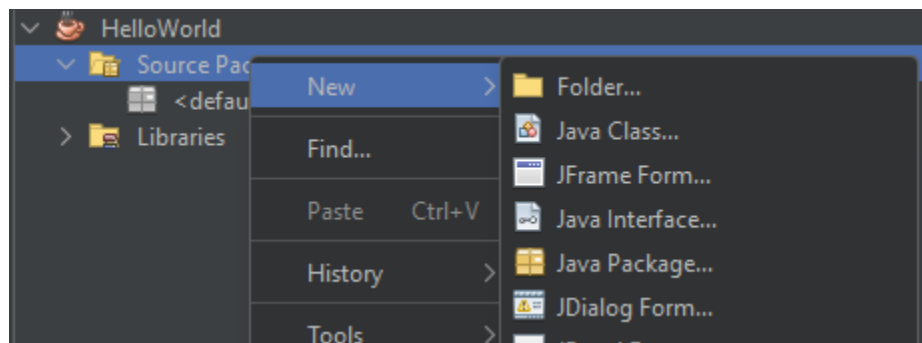 HelloWorld
Source Pac
<defau
Libraries
New
Find...
Paste Ctrl+V
History
Tools
Folder...
Java Class...
JFrame Form...
Java Interface...
Java Package...
JDialog Form...